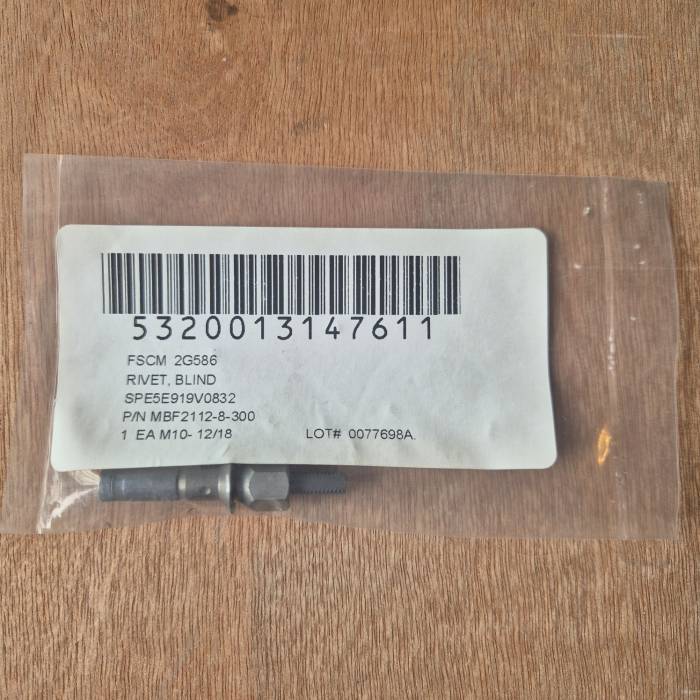 5320013147611
FSCM 2G586
RIVET, BLIND
SPE5E919V0832
P/N MBF2112-8-300
1 EA M10- 12/18 LOT# 0077698A.